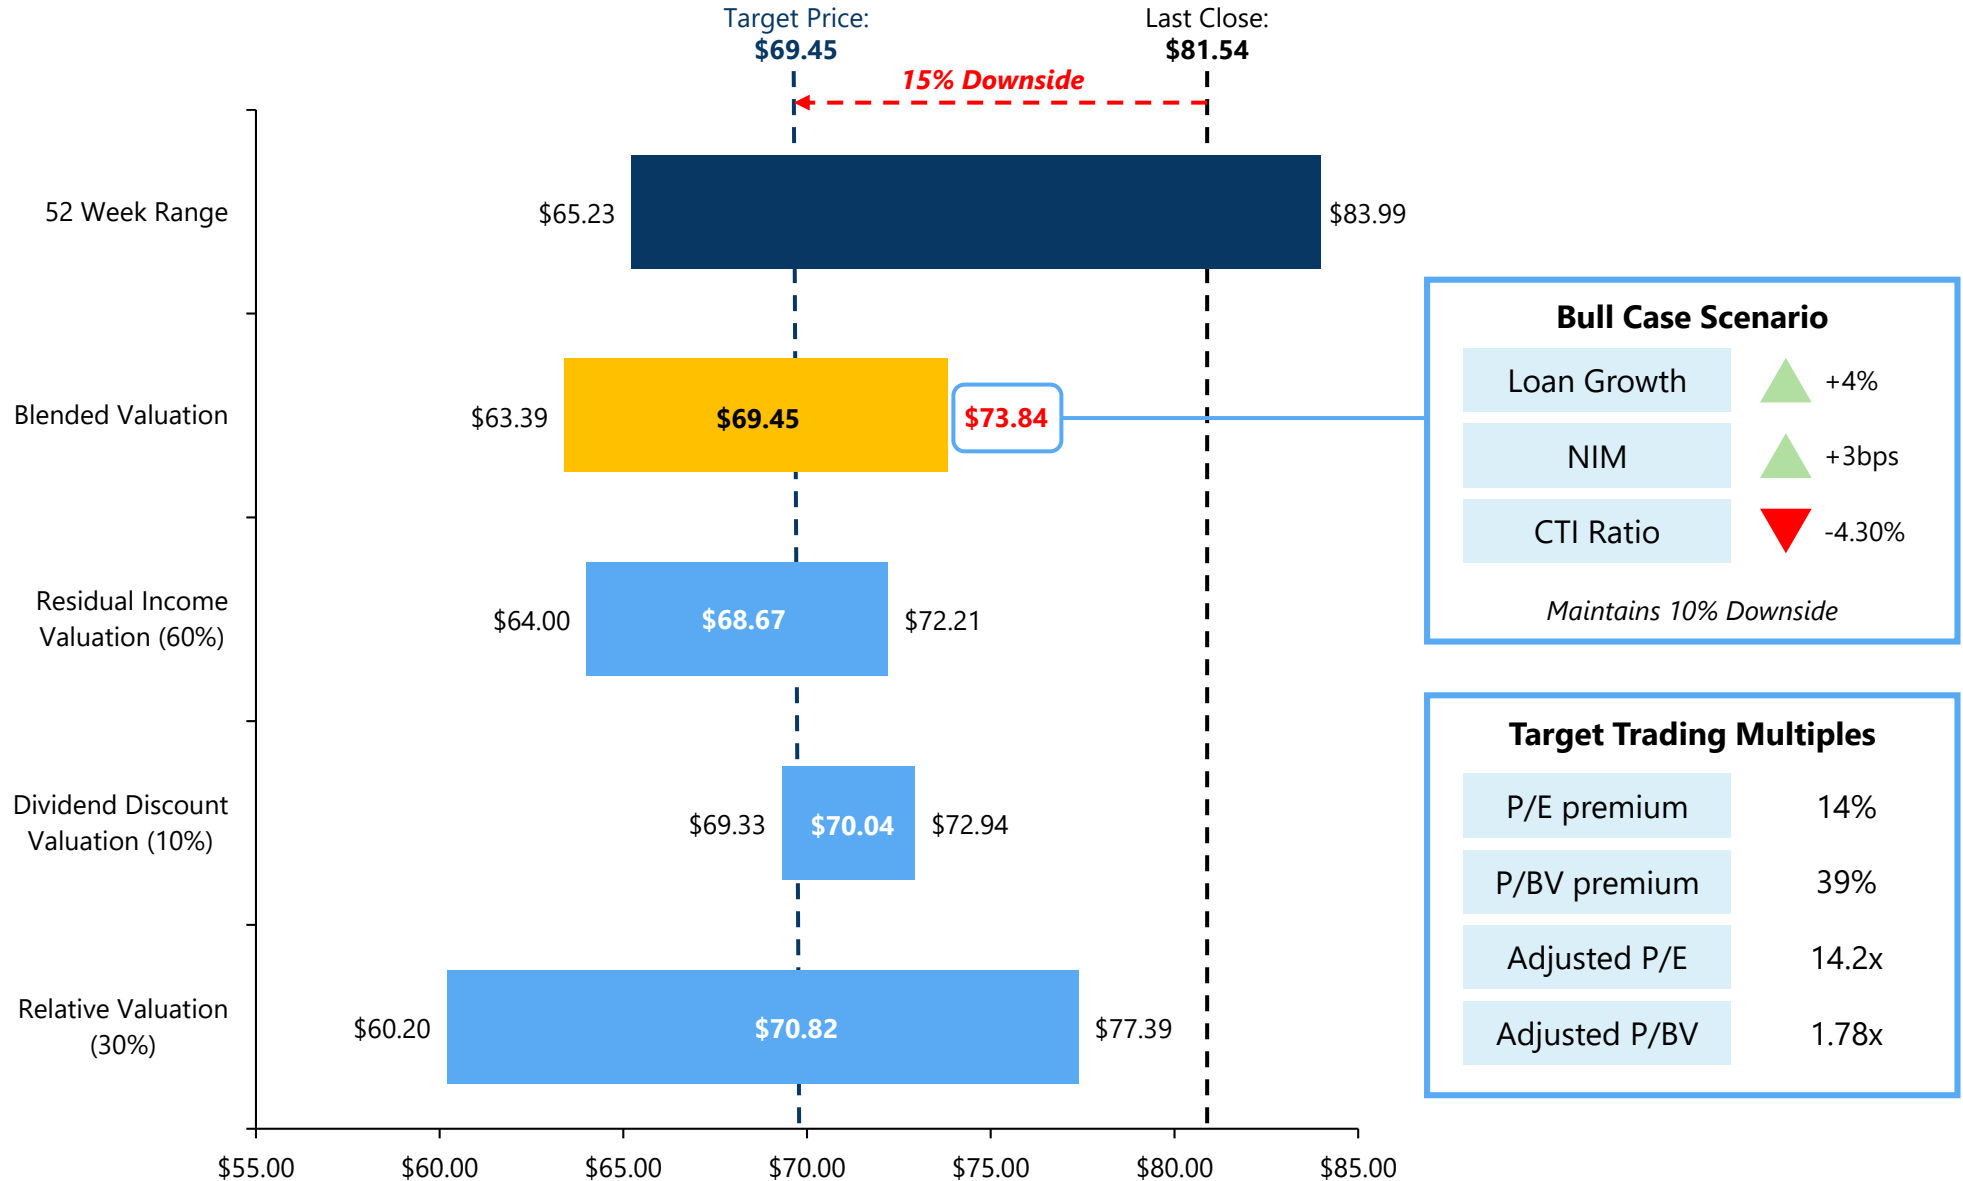 Target Price:
$69.45
Last Close:
$81.54
15% Downside
52 Week Range
$65.23
$83.99
Blended Valuation
$63.39
$69.45
$73.84
Residual Income
Valuation (60%)
$64.00
$68.67
$72.21
Dividend Discount
Valuation (10%)
$69.33
$70.04
$72.94
Relative Valuation
(30%)
$60.20
$70.82
$77.39
$55.00
$60.00
$65.00
$70.00
$75.00
$80.00
$85.00
Bull Case Scenario
Loan Growth
+4%
NIM
+3bps
CTI Ratio
-4.30%
Maintains 10% Downside
Target Trading Multiples
P/E premium
14%
P/BV premium
39%
Adjusted P/E
14.2x
Adjusted P/BV
1.78x